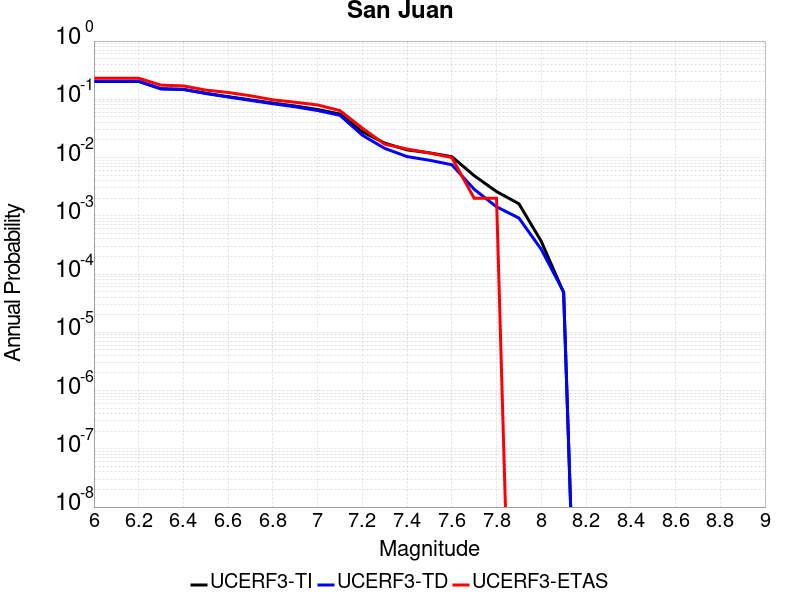 San Juan
10^0
10^-1
10^-2
10^-3
10^-4
10^-5
10^-6
10^-7
10^-8
Annual Probability
6 6.2 6.4 6.6 6.8 7 7.2 7.4 7.6 7.8 8 8.2 8.4 8.6 8.8 9
Magnitude
UCERF3-TI UCERF3-TD UCERF3-ETAS